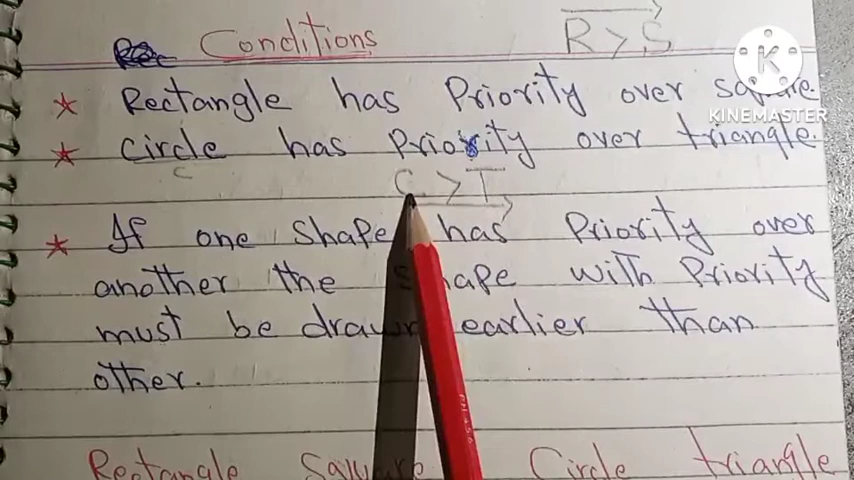 Conditions
R > S
K
KINEMASTER
* Rectangle has Priority over square.
* Circle has Priority over triangle.
C
C > T
* If one shape has Priority over
another the shape with Priority
must be drawn earlier than
other.
Rectangle Square Circle triangle